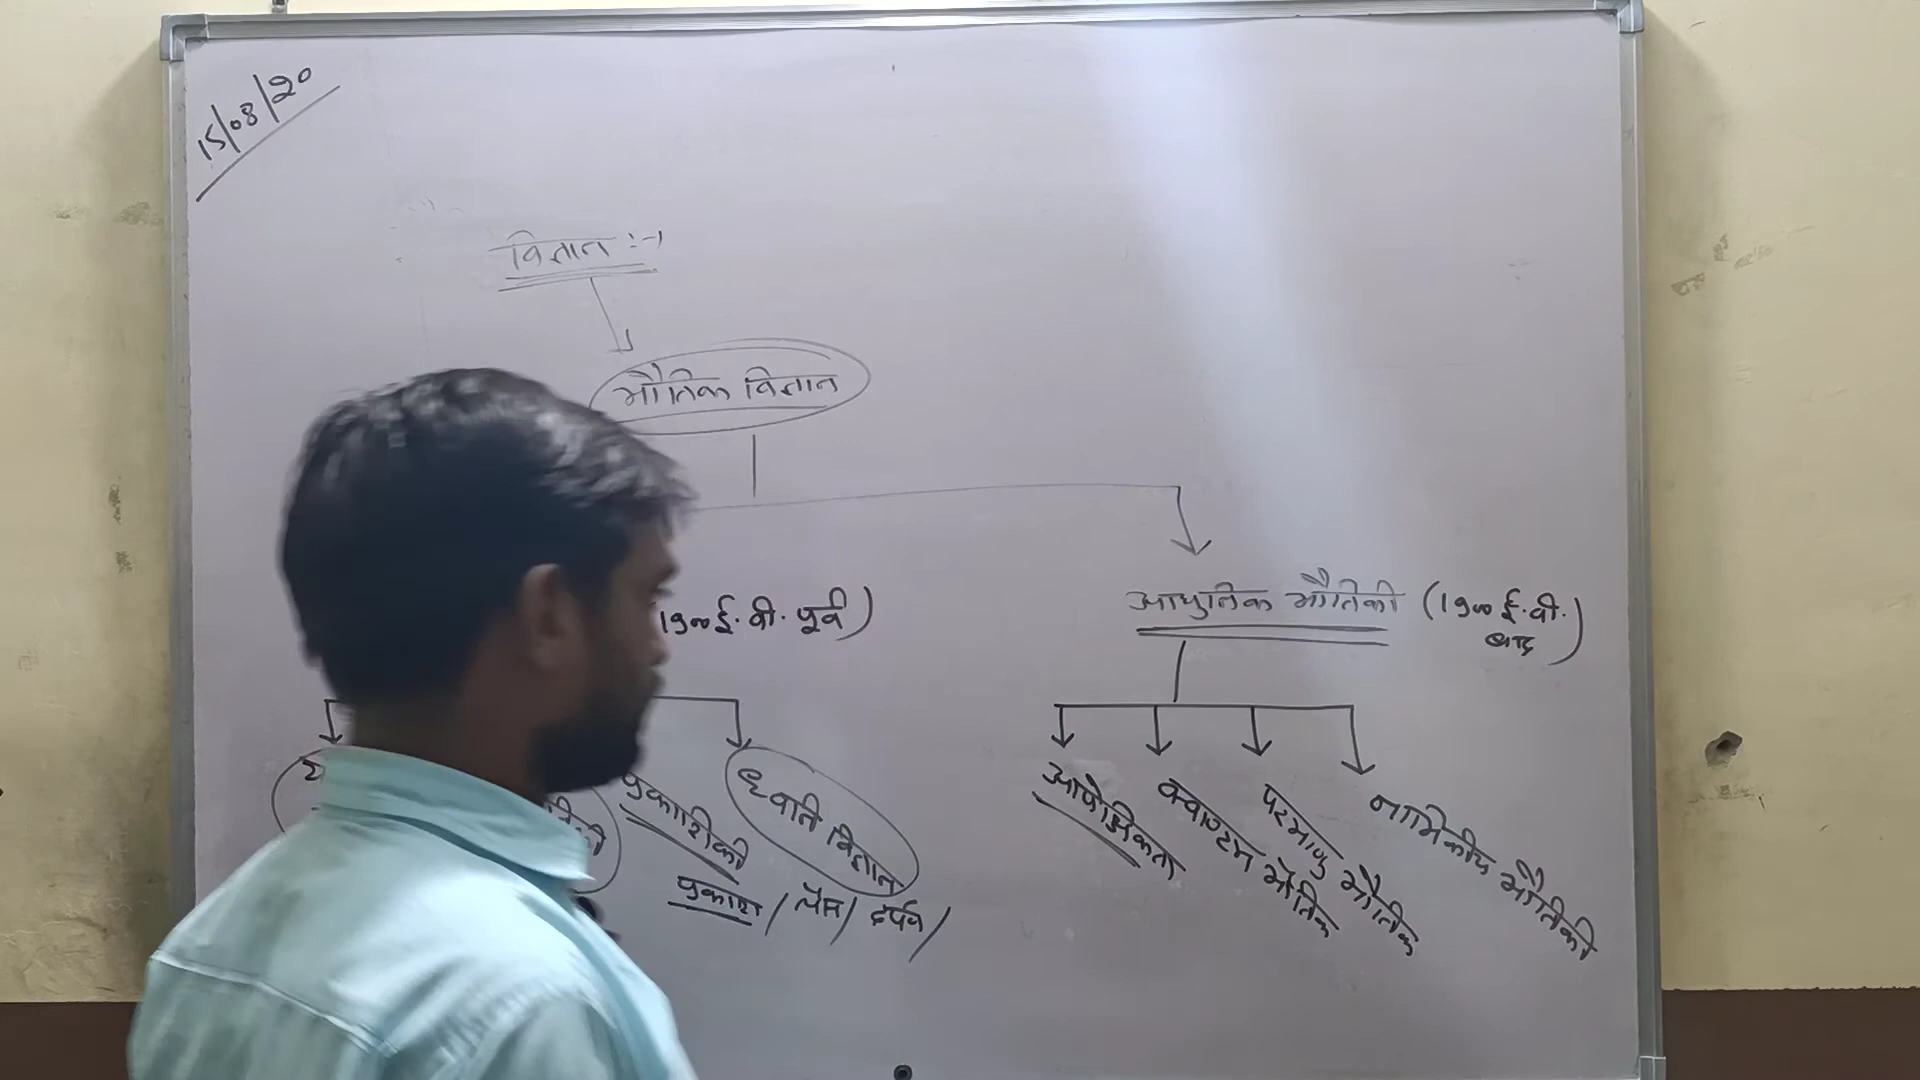 15/08/20
विज्ञान :-
भौतिक विज्ञान
1900 ई. वी. पूर्व)
आधुनिक भौतिकी (1900 ई. वी.
बाद)
प्रकाशिकी
ध्वनि विज्ञान
प्रकाश / लेंस / दर्पण /
आपेक्षिकता
क्वाण्टम भौतिक
परमाणु भौतिक
नाभिकीय भौतिकी